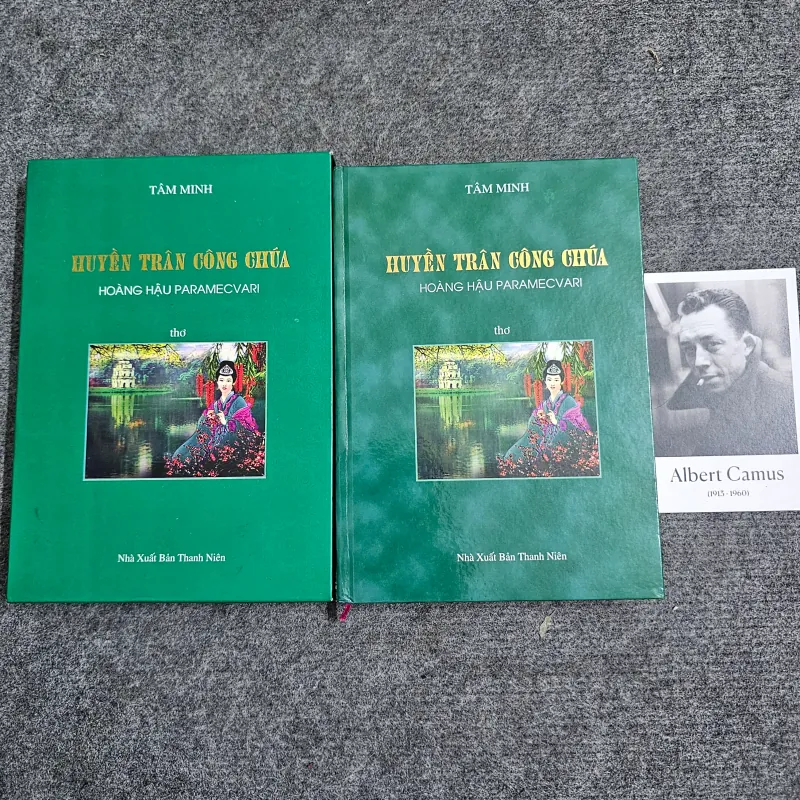 TÂM MINH
HUYỀN TRÂN CÔNG CHÚA
HOÀNG HẬU PARAMECVARI
thơ
Nhà Xuất Bản Thanh Niên
TÂM MINH
HUYỀN TRÂN CÔNG CHÚA
HOÀNG HẬU PARAMECVARI
thơ
Nhà Xuất Bản Thanh Niên
Albert Camus
(1913 - 1960)